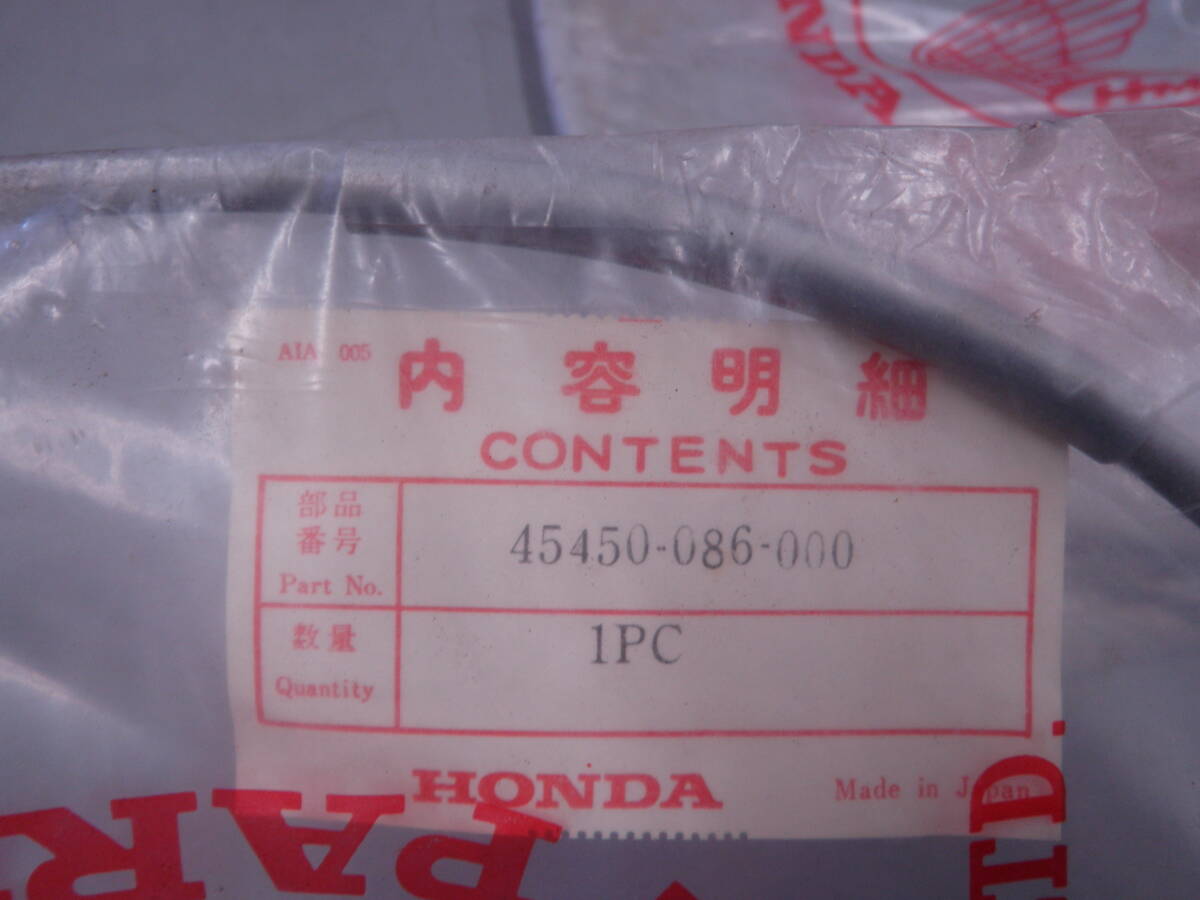 HONDA
AIA 005
内容明細
CONTENTS
部品
番号
Part No.
45450-086-000
数量
Quantity
1PC
HONDA
Made in Japan